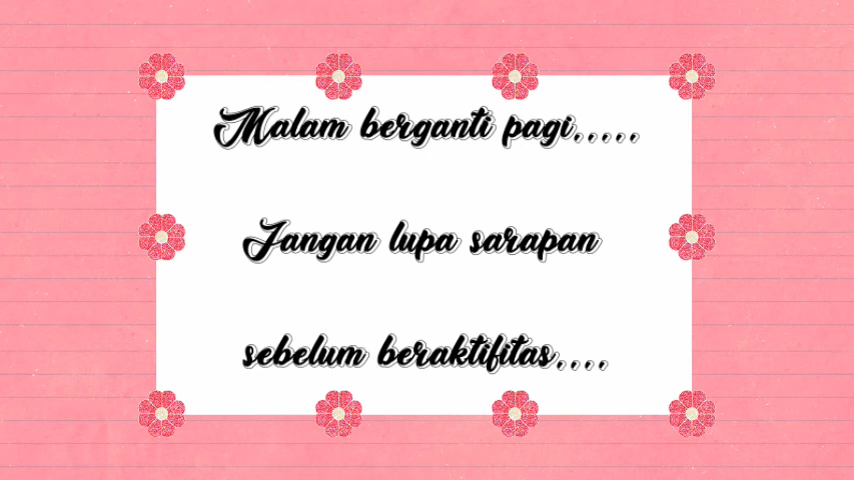 Malam berganti pagi.....
Jangan lupa sarapan
sebelum beraktifitas....